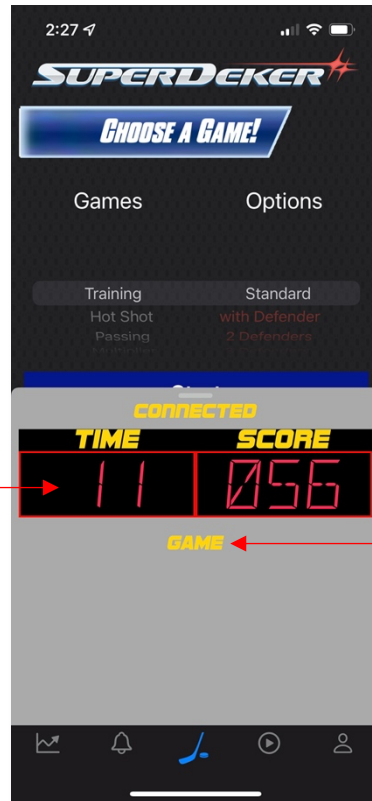 2:27
SUPERDEKER
CHOOSE A GAME!
Games Options
Training Standard
Hot Shot with Defender
Passing 2 Defenders
CONNECTED
TIME SCORE
11 056
GAME